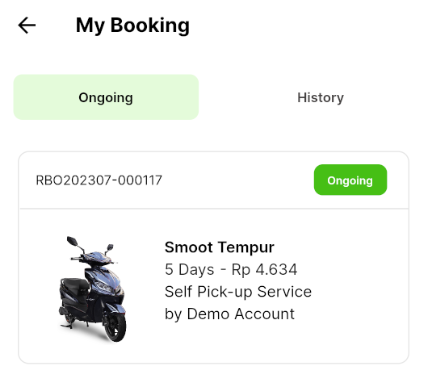 My Booking
Ongoing
History
RBO202307-000117
Ongoing
Smoot Tempur
5 Days - Rp 4.634
Self Pick-up Service
by Demo Account